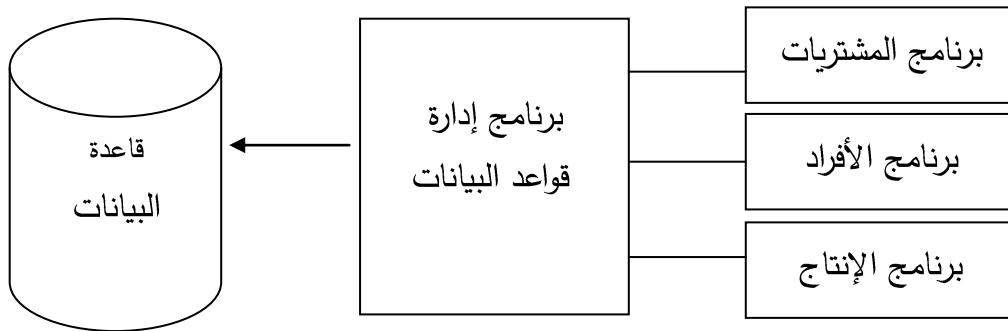 برنامج المشتريات
برنامج الأفراد
برنامج الإنتاج
برنامج إدارة
قواعد البيانات
قاعدة
البيانات